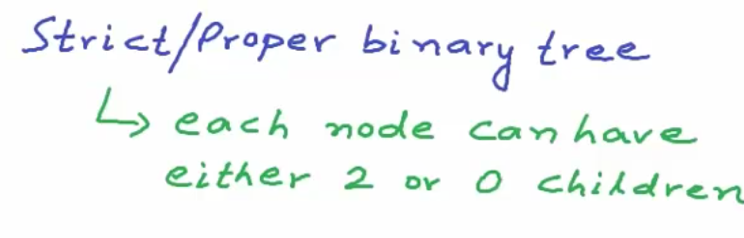 Strict/Proper binary tree
↳ each node can have
either 2 or 0 children